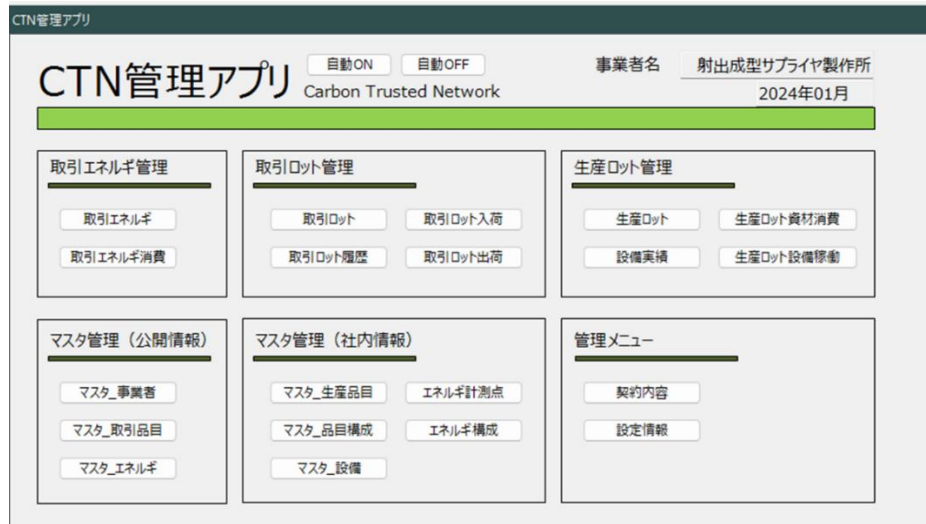 CTN管理アプリ
CTN管理アプリ
自動ON 自動OFF
Carbon Trusted Network
事業者名 射出成型サプライヤ製作所
2024年01月
取引エネルギ管理
取引エネルギ
取引エネルギ消費
取引ロット管理
取引ロット 取引ロット入荷
取引ロット履歴 取引ロット出荷
生産ロット管理
生産ロット 生産ロット資材消費
設備実績 生産ロット設備稼働
マスタ管理（公開情報）
マスタ_事業者
マスタ_取引品目
マスタ_エネルギ
マスタ管理（社内情報）
マスタ_生産品目 エネルギ計測点
マスタ_品目構成 エネルギ構成
マスタ_設備
管理メニュー
契約内容
設定情報